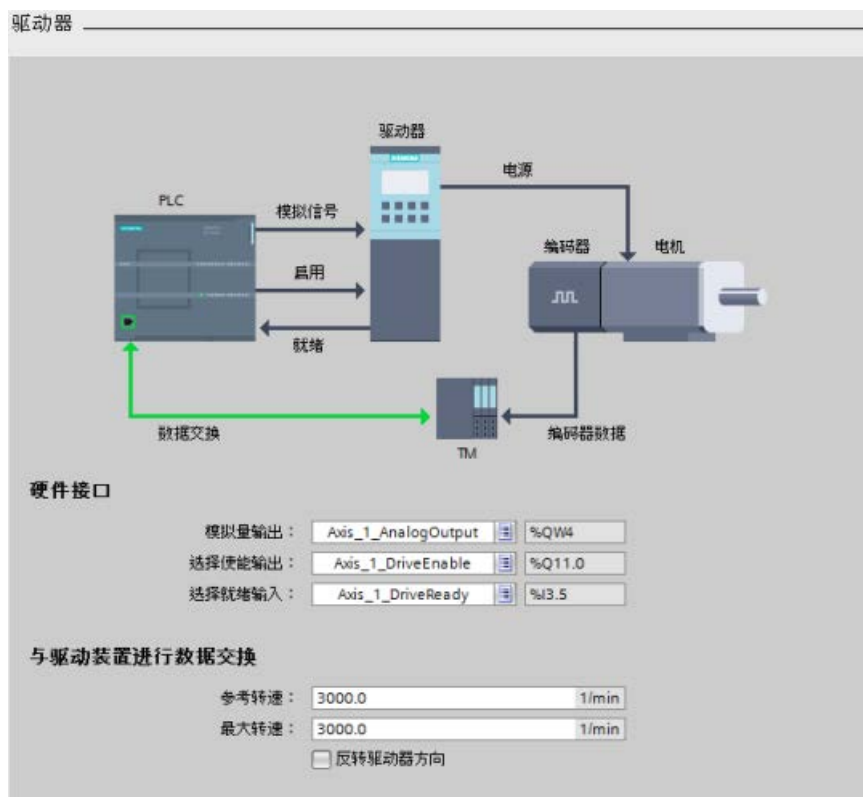 驱动器
驱动器
电源
PLC
模拟信号
编码器
电机
启用
就绪
数据交换
编码器数据
TM
硬件接口
模拟量输出： Axis_1_AnalogOutput %QW4
选择使能输出： Axis_1_DriveEnable %Q11.0
选择就绪输入： Axis_1_DriveReady %I3.5
与驱动装置进行数据交换
参考转速： 3000.0 1/min
最大转速： 3000.0 1/min
反转驱动器方向